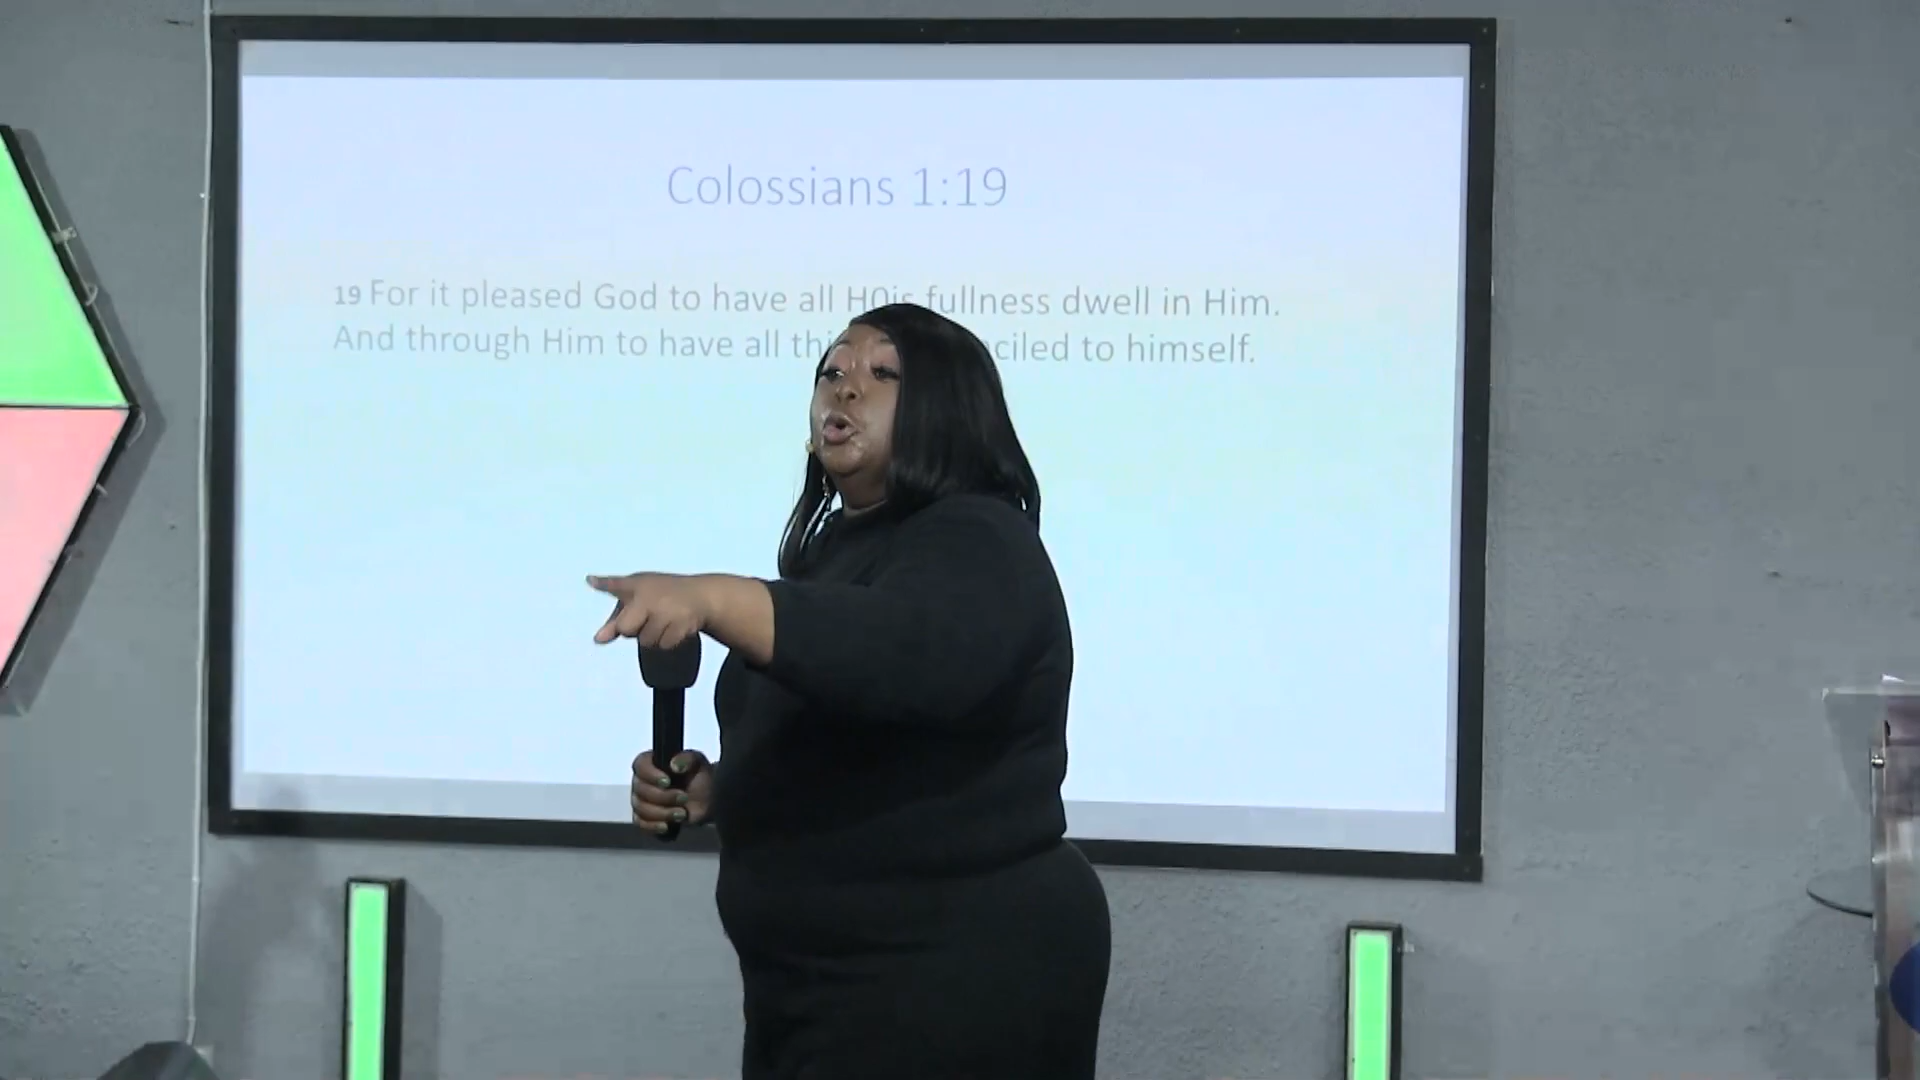 Colossians 1:19
19 For it pleased God to have all H0is fullness dwell in Him.
And through Him to have all to himself.